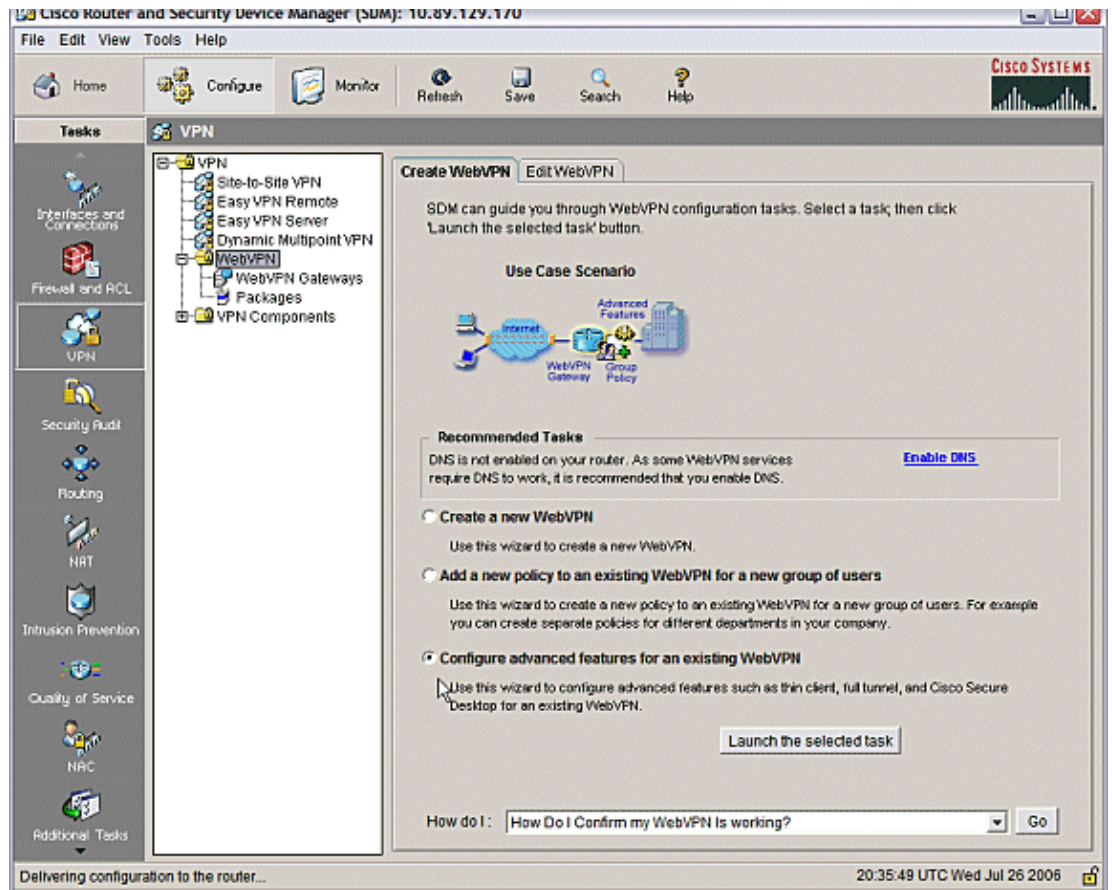 Cisco Router and Security Device Manager (SDM): 10.89.129.170
File Edit View Tools Help
Home Configure Monitor Refresh Save Search Help
CISCO SYSTEMS
Tasks
VPN
Interfaces and Connections
Firewall and ACL
VPN
Security Audit
Routing
NAT
Intrusion Prevention
Quality of Service
NAC
Additional Tasks
VPN
Site-to-Site VPN
Easy VPN Remote
Easy VPN Server
Dynamic Multipoint VPN
WebVPN
WebVPN Gateways
Packages
VPN Components
Create WebVPN Edit WebVPN
SDM can guide you through WebVPN configuration tasks. Select a task; then click
'Launch the selected task' button.
Use Case Scenario
Advanced
Features
Internet
WebVPN
Gateway
Group
Policy
Recommended Tasks
DNS is not enabled on your router. As some WebVPN services
require DNS to work, it is recommended that you enable DNS.
Enable DNS
Create a new WebVPN
Use this wizard to create a new WebVPN.
Add a new policy to an existing WebVPN for a new group of users
Use this wizard to create a new policy to an existing WebVPN for a new group of users. For example
you can create separate policies for different departments in your company.
Configure advanced features for an existing WebVPN
Use this wizard to configure advanced features such as thin client, full tunnel, and Cisco Secure
Desktop for an existing WebVPN.
Launch the selected task
How do I : How Do I Confirm my WebVPN Is working? Go
Delivering configuration to the router... 20:35:49 UTC Wed Jul 26 2006